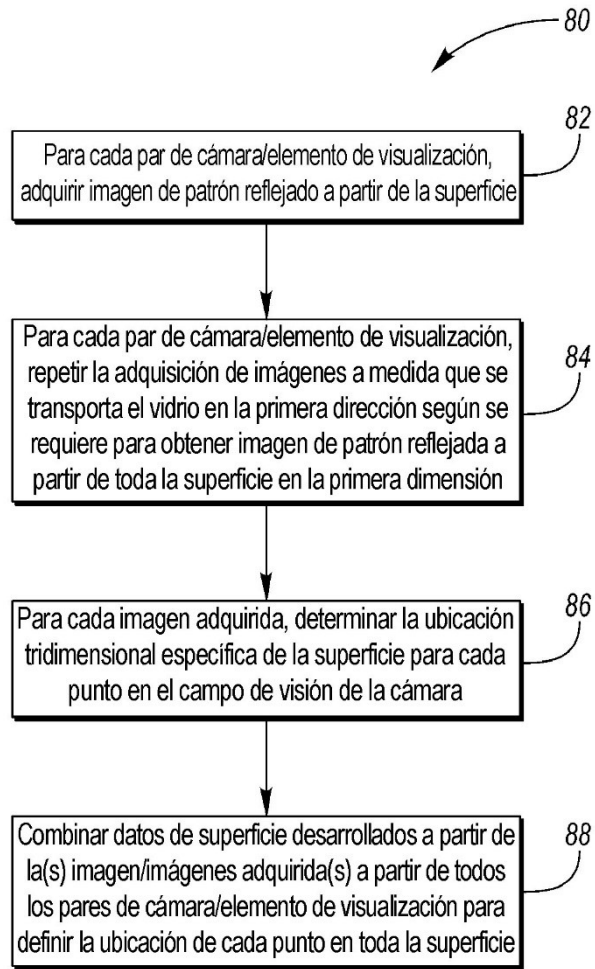 80
82
Para cada par de cámara/elemento de visualización,
adquirir imagen de patrón reflejado a partir de la superficie
Para cada par de cámara/elemento de visualización,
repetir la adquisición de imágenes a medida que se
transporta el vidrio en la primera dirección según se
requiere para obtener imagen de patrón reflejada a
partir de toda la superficie en la primera dimensión
84
Para cada imagen adquirida, determinar la ubicación
tridimensional específica de la superficie para cada
punto en el campo de visión de la cámara
86
Combinar datos de superficie desarrollados a partir de
la(s) imagen/imágenes adquirida(s) a partir de todos
los pares de cámara/elemento de visualización para
definir la ubicación de cada punto en toda la superficie
88